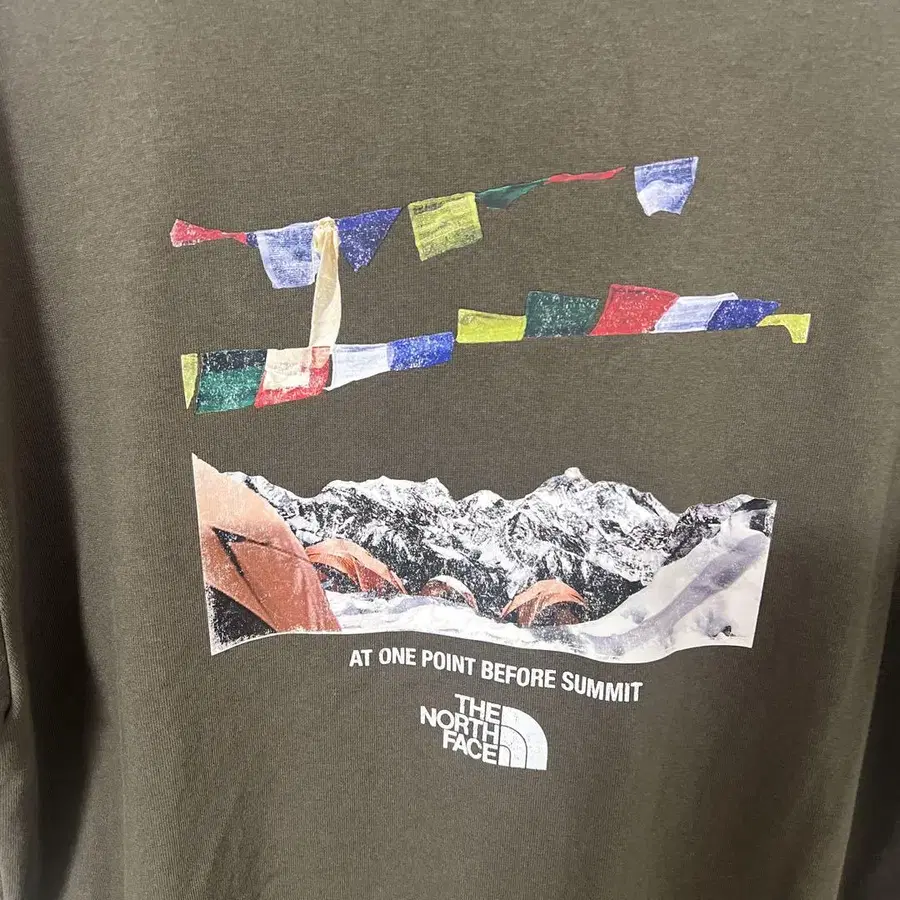 AT ONE POINT BEFORE SUMMIT
THE
NORTH
FACE